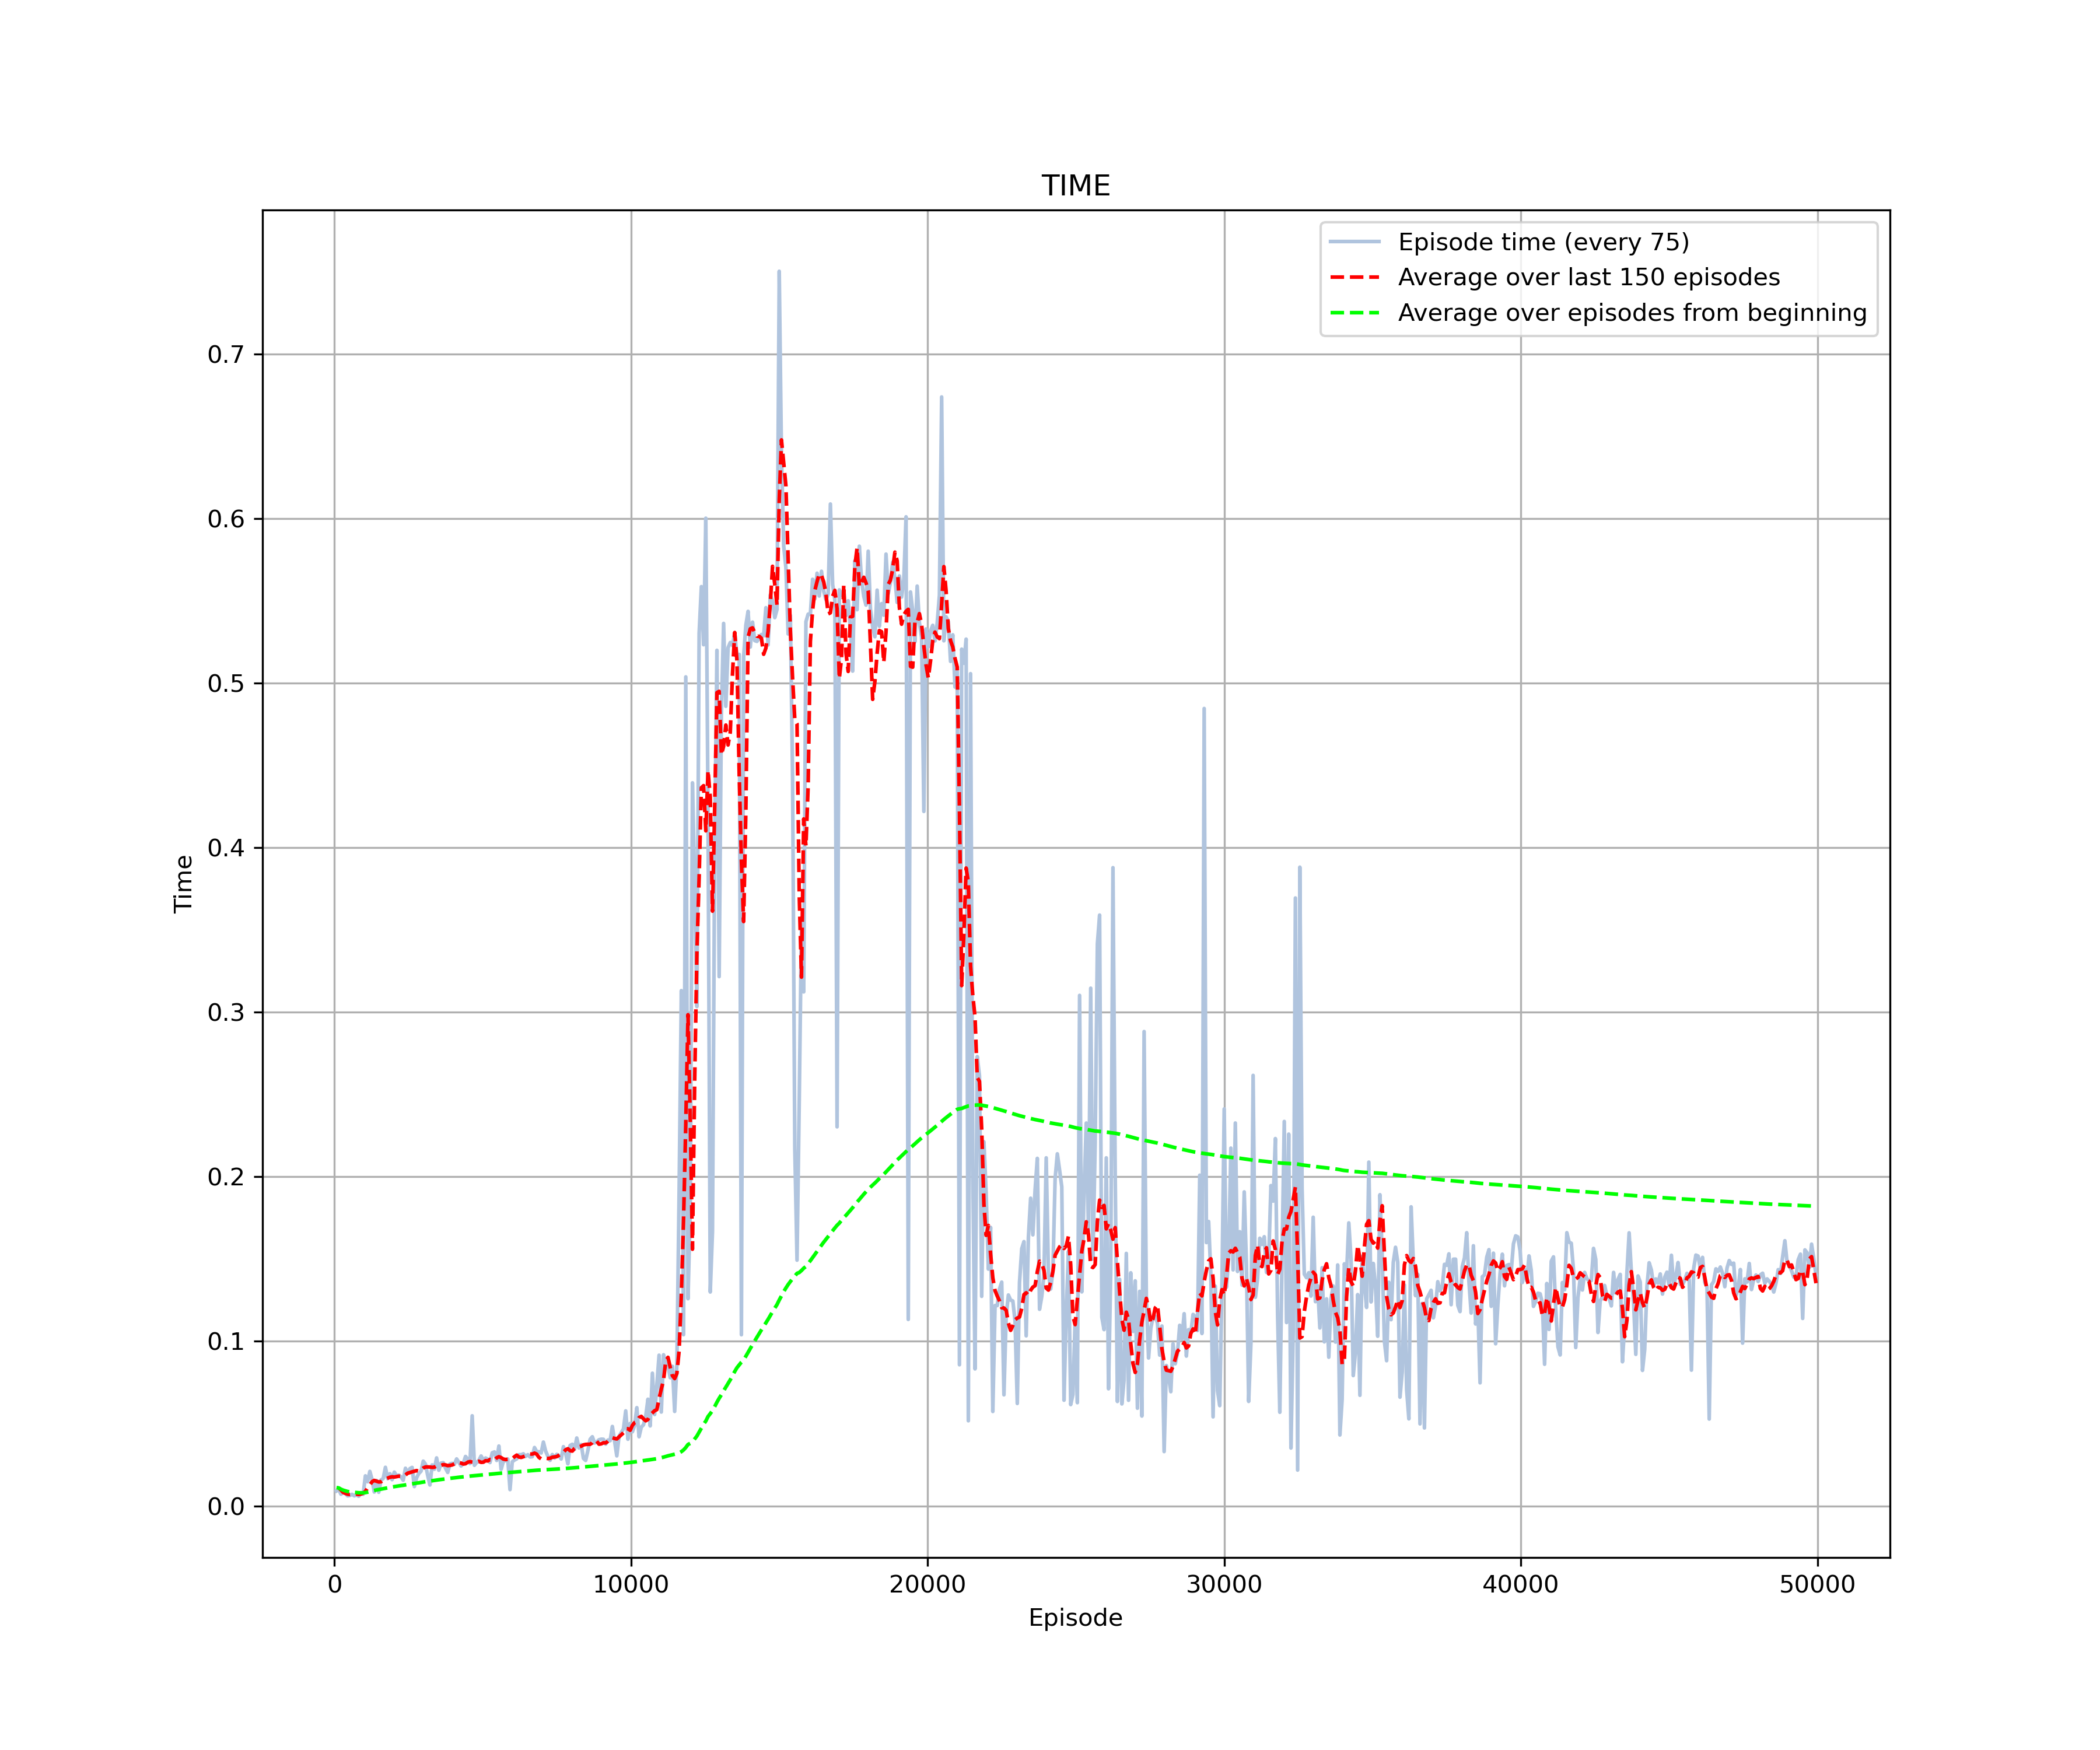 TIME
Episode time (every 75)
Average over last 150 episodes
Average over episodes from beginning
0.7
0.6
0.5
0.4
0.3
0.2
0.1
0.0
Time
0 10000 20000 30000 40000 50000
Episode